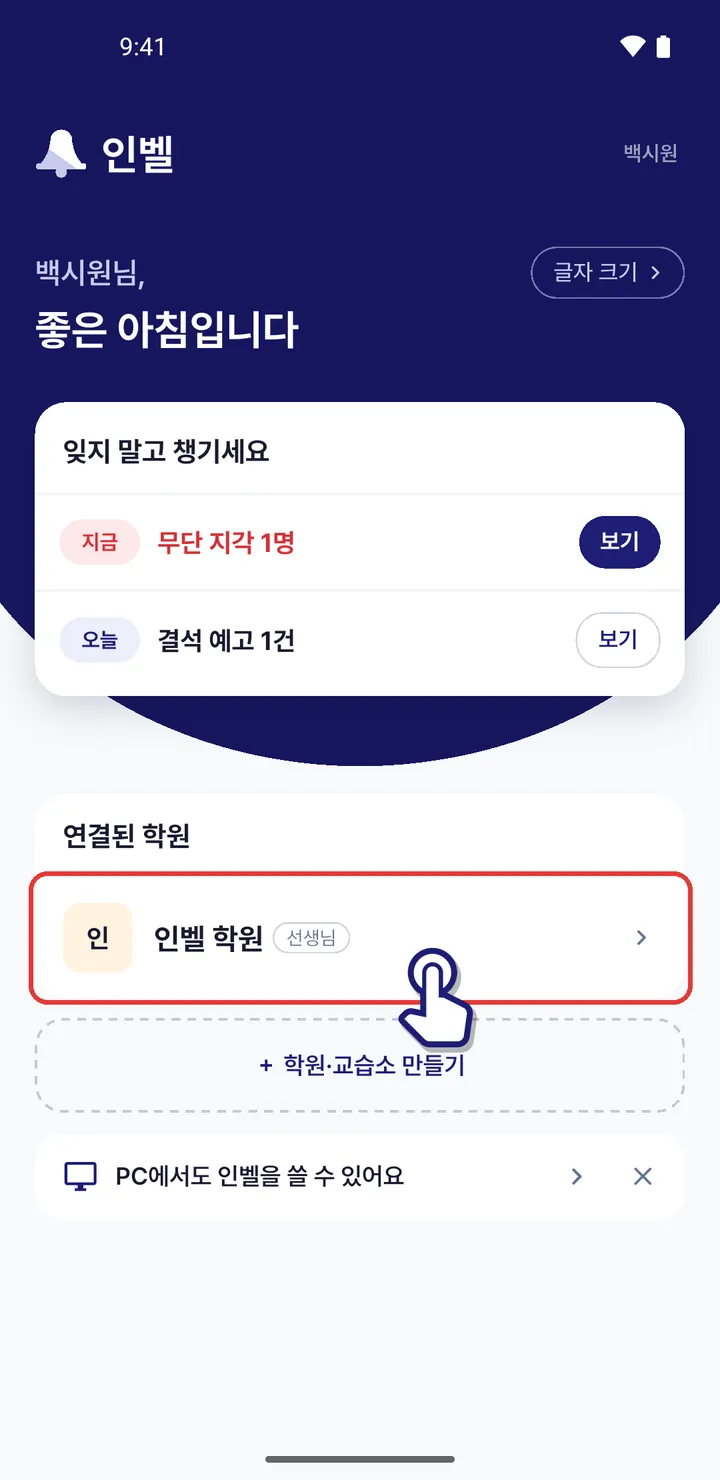 9:41
인벨
백시원
백시원님,
글자 크기
좋은 아침입니다
잊지 말고 챙기세요
지금 무단 지각 1명 보기
오늘 결석 예고 1건 보기
연결된 학원
인 인벨 학원 선생님
+ 학원·교습소 만들기
PC에서도 인벨을 쓸 수 있어요